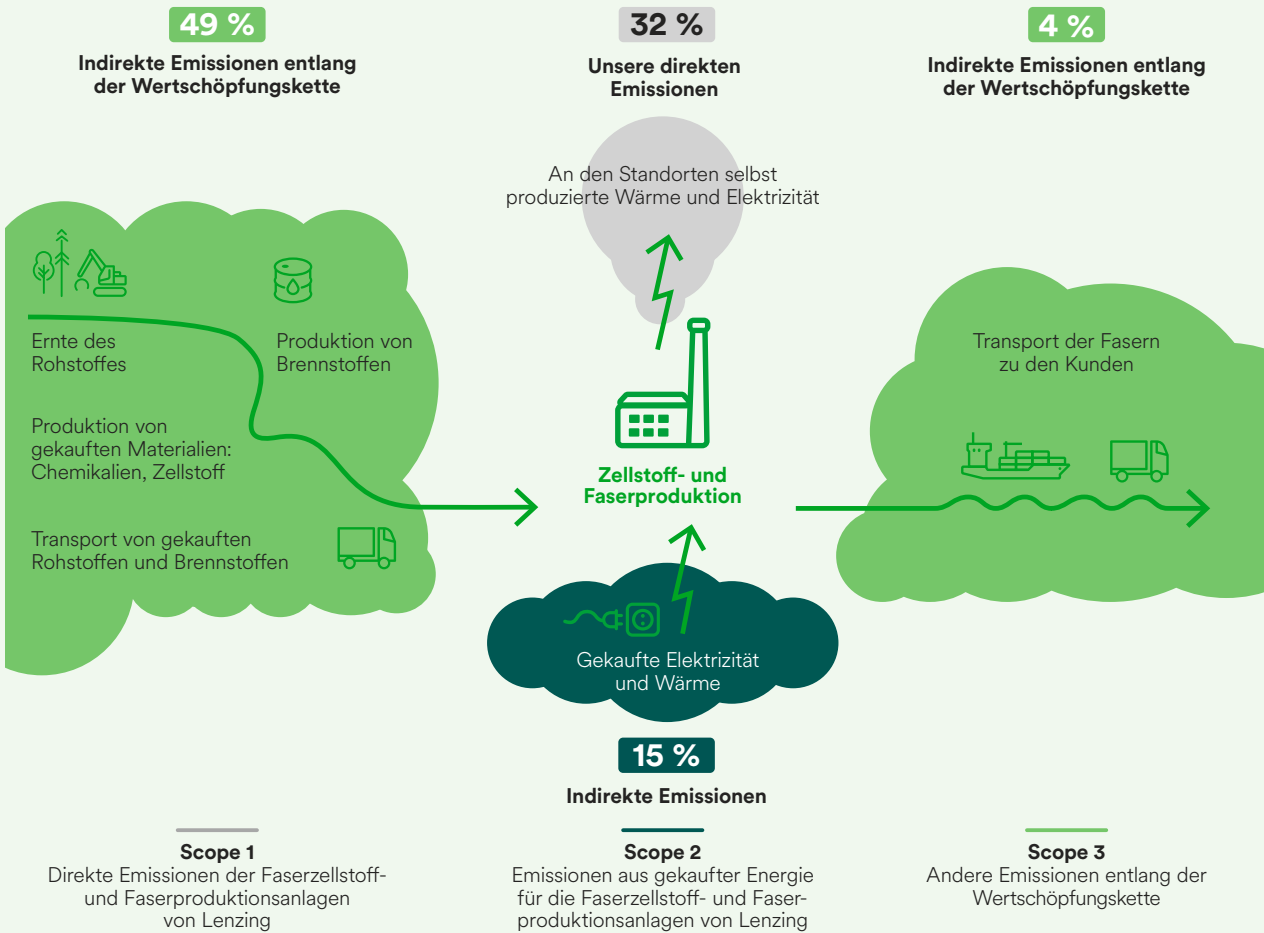 49 %
Indirekte Emissionen entlang
der Wertschöpfungskette
32 %
Unsere direkten
Emissionen
4 %
Indirekte Emissionen entlang
der Wertschöpfungskette
An den Standorten selbst
produzierte Wärme und Elektrizität
Ernte des
Rohstoffes
Produktion von
Brennstoffen
Produktion von
gekauften Materialien:
Chemikalien, Zellstoff
Transport von gekauften
Rohstoffen und Brennstoffen
Zellstoff- und
Faserproduktion
Transport der Fasern
zu den Kunden
Gekaufte Elektrizität
und Wärme
15 %
Indirekte Emissionen
Scope 1
Direkte Emissionen der Faserzellstoff-
und Faserproduktionsanlagen
von Lenzing
Scope 2
Emissionen aus gekaufter Energie
für die Faserzellstoff- und Faser-
produktionsanlagen von Lenzing
Scope 3
Andere Emissionen entlang der
Wertschöpfungskette